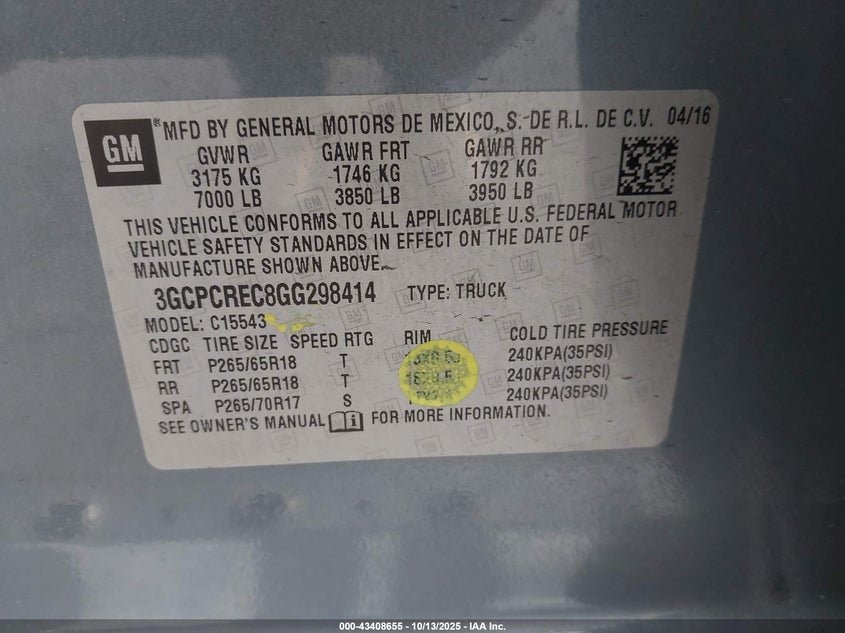 GM ® MFD BY GENERAL MOTORS DE MEXICO, S. DE R.L. DE C.V. 04/16
GVWR GAWR FRT GAWR RR
3175 KG 1746 KG 1792 KG
7000 LB 3850 LB 3950 LB
THIS VEHICLE CONFORMS TO ALL APPLICABLE U.S. FEDERAL MOTOR
VEHICLE SAFETY STANDARDS IN EFFECT ON THE DATE OF
MANUFACTURE SHOWN ABOVE.
3GCPCREC8GG298414 TYPE: TRUCK
MODEL: C15543
CDGC TIRE SIZE SPEED RTG RIM COLD TIRE PRESSURE
FRT P265/65R18 T 240KPA(35PSI)
RR P265/65R18 T 240KPA(35PSI)
SPA P265/70R17 S 240KPA(35PSI)
SEE OWNER'S MANUAL FOR MORE INFORMATION.
000-43408655 - 10/13/2025 - IAA Inc.